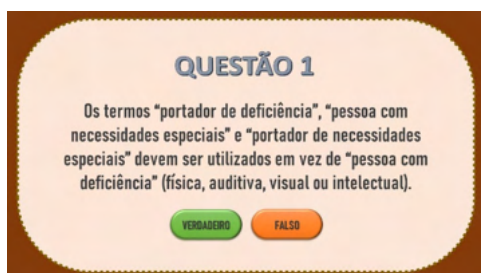 QUESTÃO 1
Os termos “portador de deficiência”, “pessoa com
necessidades especiais” e “portador de necessidades
especiais” devem ser utilizados em vez de “pessoa com
deficiência” (física, auditiva, visual ou intelectual).
VERDADEIRO FALSO